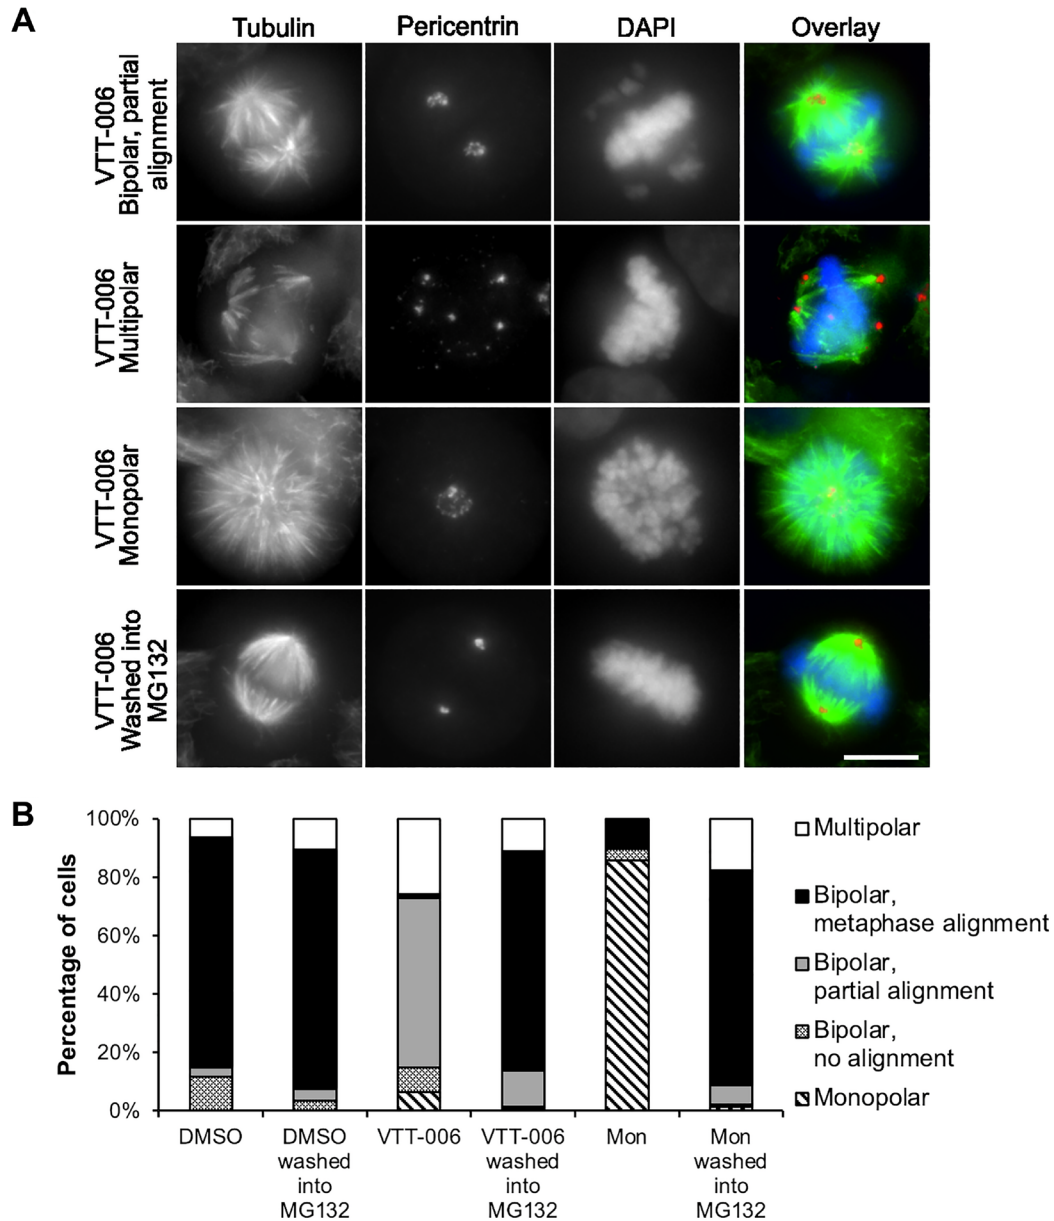 A
Tubulin
Pericentrin
DAPI
Overlay
VTT-006
Bipolar, partial
alignment
VTT-006
Multipolar
VTT-006
Monopolar
VTT-006
Washed into
MG132
B
100%
80%
60%
40%
20%
0%
Percentage of cells
DMSO
DMSO
washed
into
MG132
VTT-006
VTT-006
washed
into
MG132
Mon
Mon
washed
into
MG132
Multipolar
Bipolar,
metaphase alignment
Bipolar,
partial alignment
Bipolar,
no alignment
Monopolar